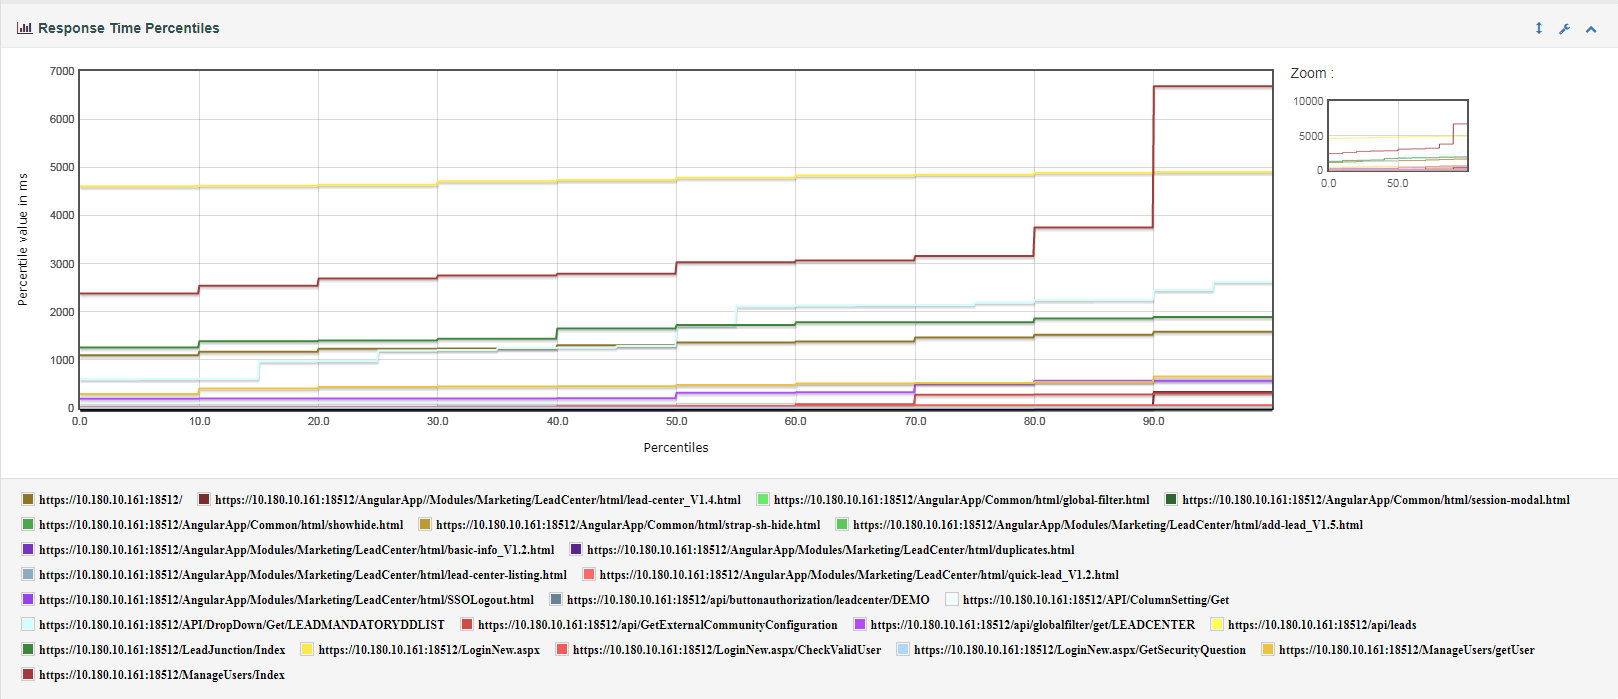 Response Time Percentiles
Zoom :
7000
6000
5000
4000
3000
2000
1000
0
Percentile value in ms
0.0 10.0 20.0 30.0 40.0 50.0 60.0 70.0 80.0 90.0
Percentiles
10000
5000
0
0.0 50.0
https://10.180.10.161:18512/ https://10.180.10.161:18512/AngularApp//Modules/Marketing/LeadCenter/html/lead-center_V1.4.html https://10.180.10.161:18512/AngularApp/Common/html/global-filter.html https://10.180.10.161:18512/AngularApp/Common/html/session-modal.html
https://10.180.10.161:18512/AngularApp/Common/html/showhide.html https://10.180.10.161:18512/AngularApp/Common/html/strap-sh-hide.html https://10.180.10.161:18512/AngularApp/Modules/Marketing/LeadCenter/html/add-lead_V1.5.html
https://10.180.10.161:18512/AngularApp/Modules/Marketing/LeadCenter/html/basic-info_V1.2.html https://10.180.10.161:18512/AngularApp/Modules/Marketing/LeadCenter/html/duplicates.html
https://10.180.10.161:18512/AngularApp/Modules/Marketing/LeadCenter/html/lead-center-listing.html https://10.180.10.161:18512/AngularApp/Modules/Marketing/LeadCenter/html/quick-lead_V1.2.html
https://10.180.10.161:18512/AngularApp/Modules/Marketing/LeadCenter/html/SSOLogout.html https://10.180.10.161:18512/api/buttonauthorization/leadcenter/DEMO https://10.180.10.161:18512/API/ColumnSetting/Get
https://10.180.10.161:18512/API/DropDown/Get/LEADMANDATORYDDLIST https://10.180.10.161:18512/api/GetExternalCommunityConfiguration https://10.180.10.161:18512/api/globalfilter/get/LEADCENTER https://10.180.10.161:18512/api/leads
https://10.180.10.161:18512/LeadJunction/Index https://10.180.10.161:18512/LoginNew.aspx https://10.180.10.161:18512/LoginNew.aspx/CheckValidUser https://10.180.10.161:18512/LoginNew.aspx/GetSecurityQuestion https://10.180.10.161:18512/ManageUsers/getUser
https://10.180.10.161:18512/ManageUsers/Index